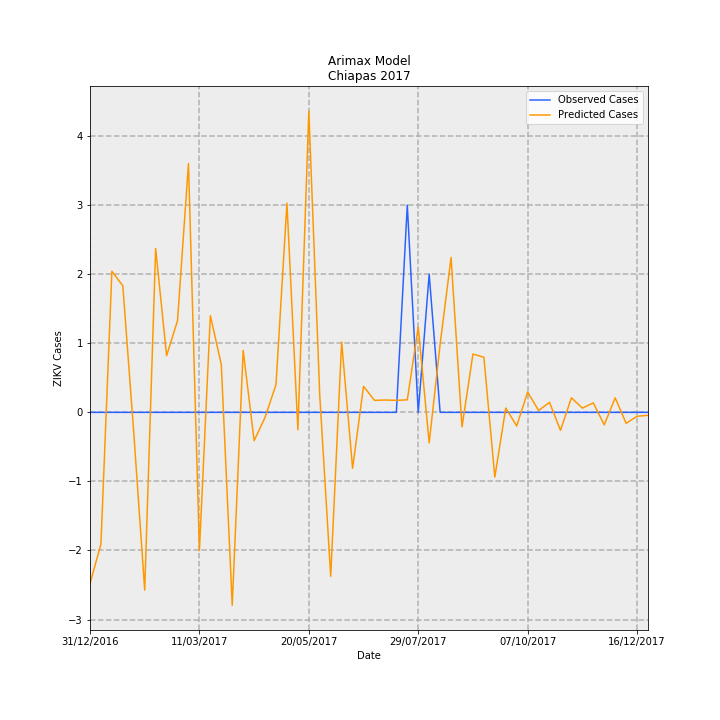 Arimax Model
Chiapas 2017
Observed Cases
Predicted Cases
ZIKV Cases
4
3
2
1
0
−1
−2
−3
31/12/2016
11/03/2017
20/05/2017
29/07/2017
07/10/2017
16/12/2017
Date